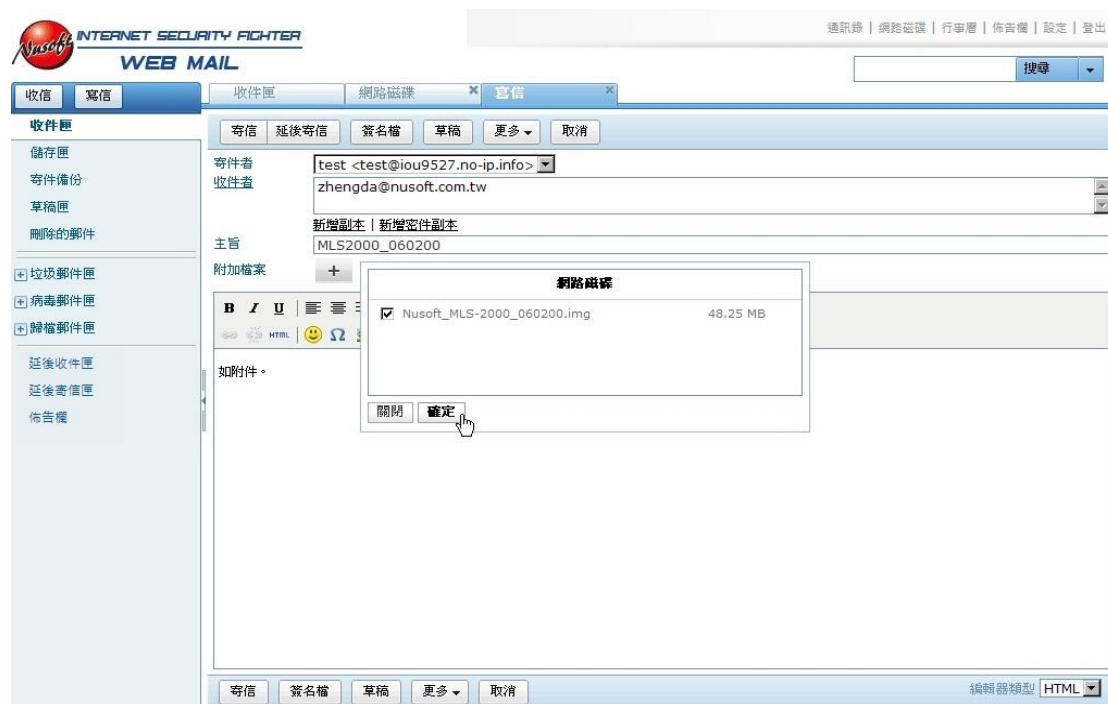 Nusoft INTERNET SECURITY FIGHTER
WEB MAIL
通訊錄 | 網路磁碟 | 行事曆 | 佈告欄 | 設定 | 登出
搜尋
收信 寫信
收件匣 網路磁碟 寫信
收件匣
儲存匣
寄件備份
草稿匣
刪除的郵件
垃圾郵件匣
病毒郵件匣
歸檔郵件匣
延後收件匣
延後寄信匣
佈告欄
寄信 延後寄信 簽名檔 草稿 更多 取消
寄件者 test <test@iou9527.no-ip.info>
收件者 zhengda@nusoft.com.tw
新增副本 | 新增密件副本
主旨 MLS2000_060200
附加檔案 +
網路磁碟
Nusoft_MLS-2000_060200.img 48.25 MB
關閉 確定
B I U
HTML Ω
如附件。
寄信 簽名檔 草稿 更多 取消
編輯器類型 HTML